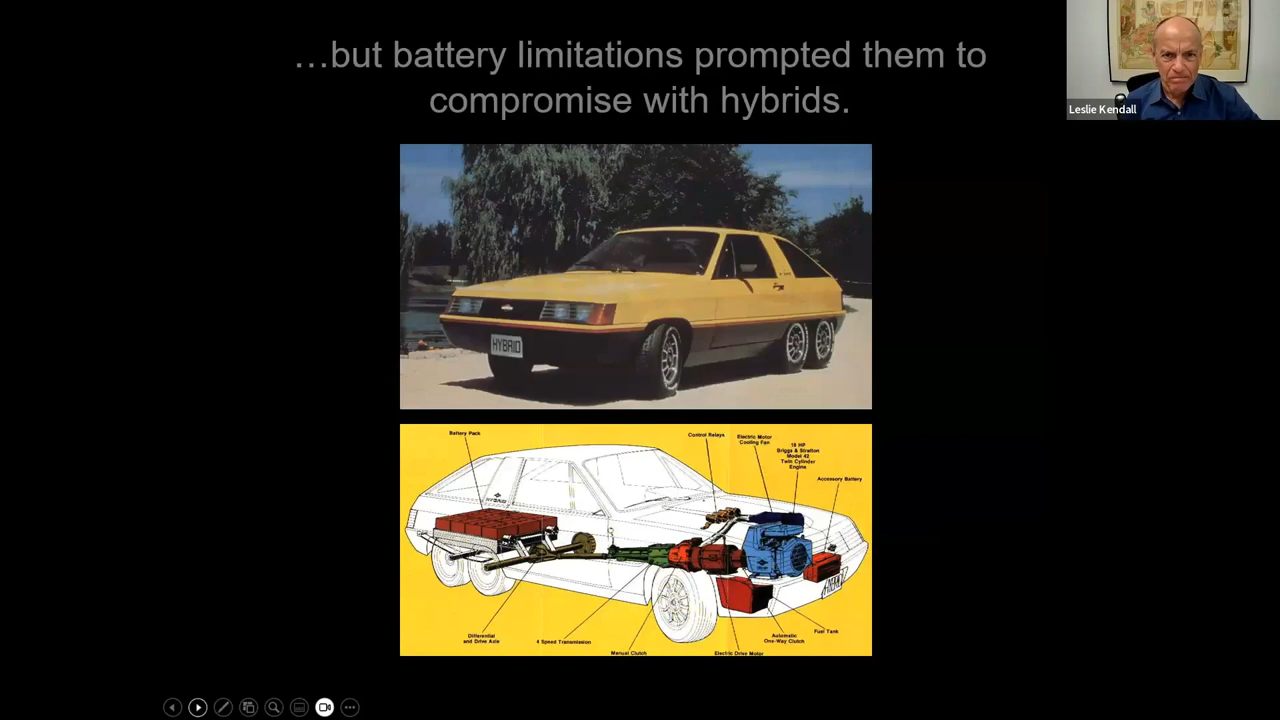 …but battery limitations prompted them to
compromise with hybrids.
Leslie Kendall
HYBRID
Battery Pack
Control Relays
Electric Motor
Cooling Fan
18 HP
Briggs & Stratton
Model 42
Twin Cylinder
Engine
Accessory Battery
HYBRID
Differential
and Drive Axle
4 Speed Transmission
Manual Clutch
Electric Drive Motor
Automatic
One-Way Clutch
Fuel Tank